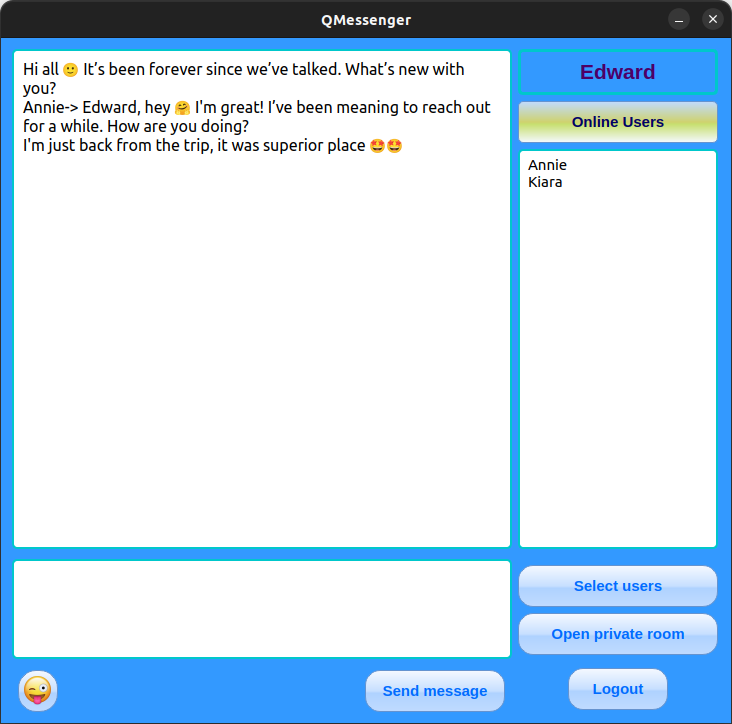 QMessenger
Hi all 🙂 It’s been forever since we’ve talked. What’s new with
you?
Annie-> Edward, hey 🤗 I'm great! I’ve been meaning to reach out
for a while. How are you doing?
I'm just back from the trip, it was superior place 🤩🤩
Edward
Online Users
Annie
Kiara
Select users
Open private room
Send message
Logout